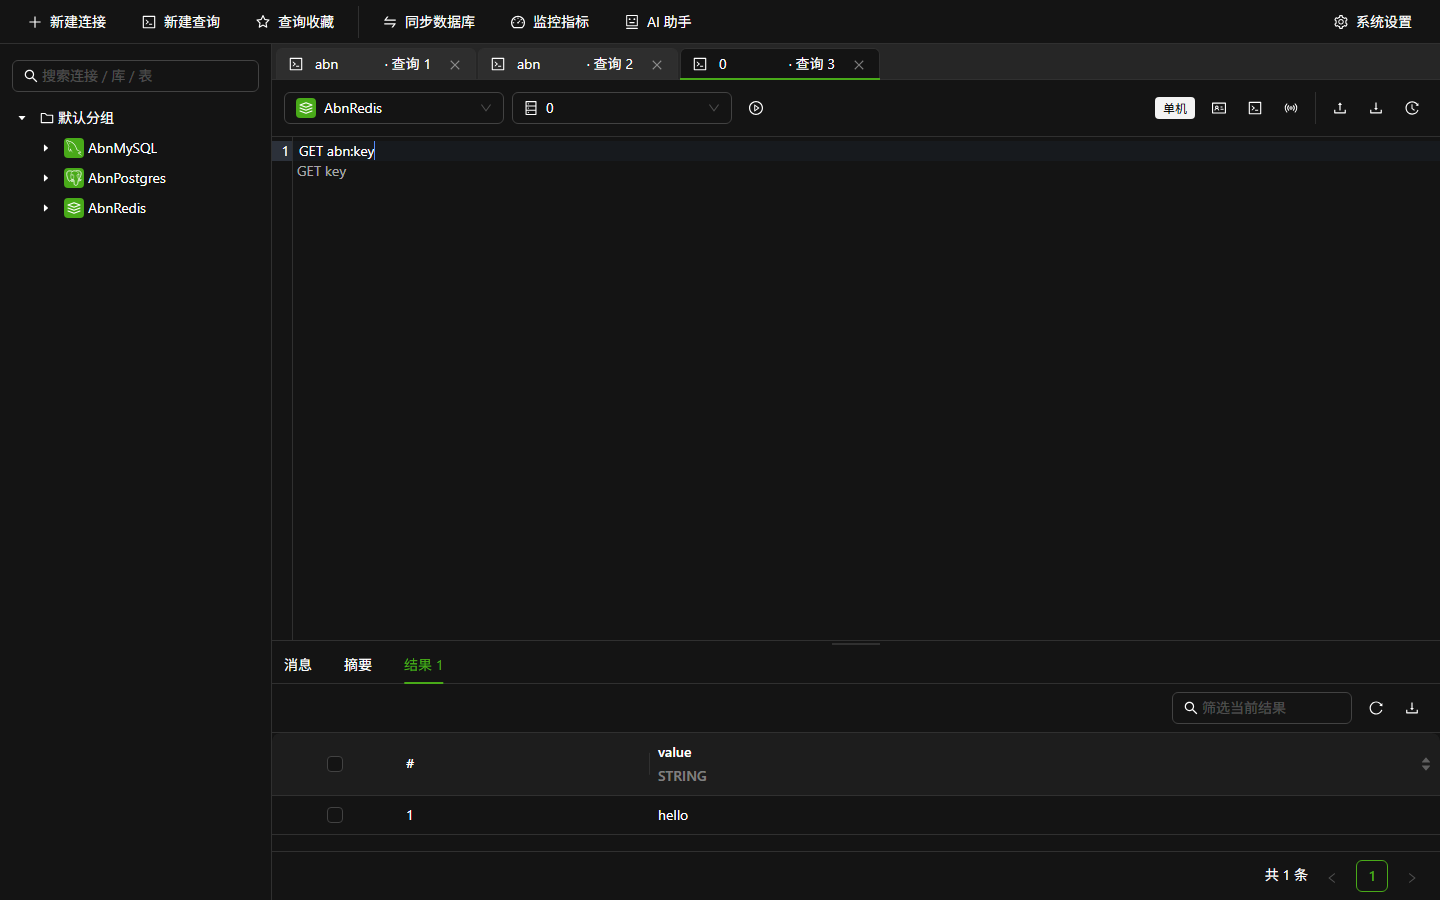 新建连接 新建查询 查询收藏 同步数据库 监控指标 AI 助手 系统设置
搜索连接 / 库 / 表
默认分组
AbnMySQL
AbnPostgres
AbnRedis
abn · 查询 1 abn · 查询 2 0 · 查询 3
AbnRedis 0 单机
1 GET abn:key
GET key
消息 摘要 结果 1
筛选当前结果
# value
STRING
1 hello
共 1 条 1